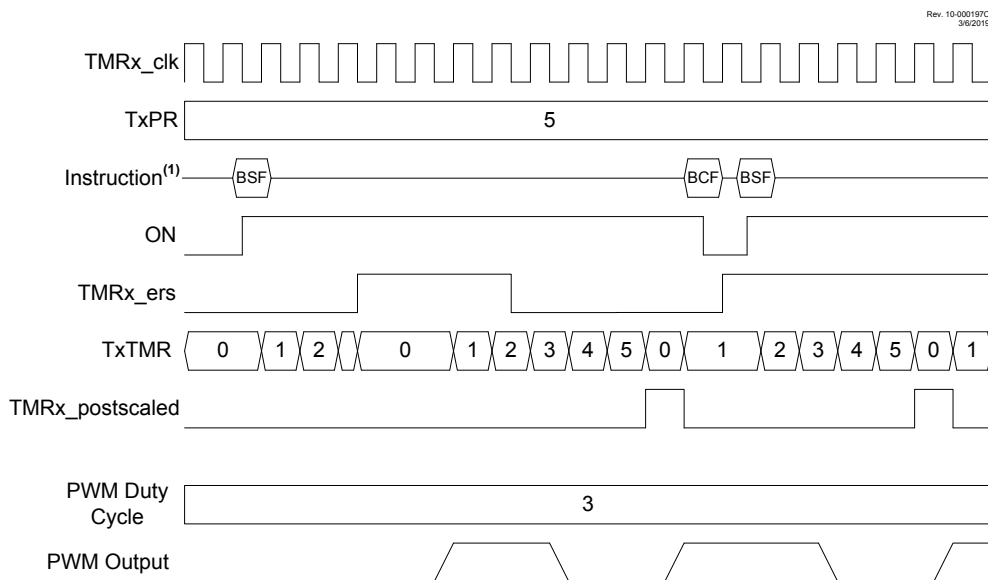 Rev. 10-000197C
3/6/2019
TMRx_clk
TxPR 5
Instruction(1) BSF BCF BSF
ON
TMRx_ers
TxTMR 0 1 2 0 1 2 3 4 5 0 1 2 3 4 5 0 1
TMRx_postscaled
PWM Duty
Cycle 3
PWM Output